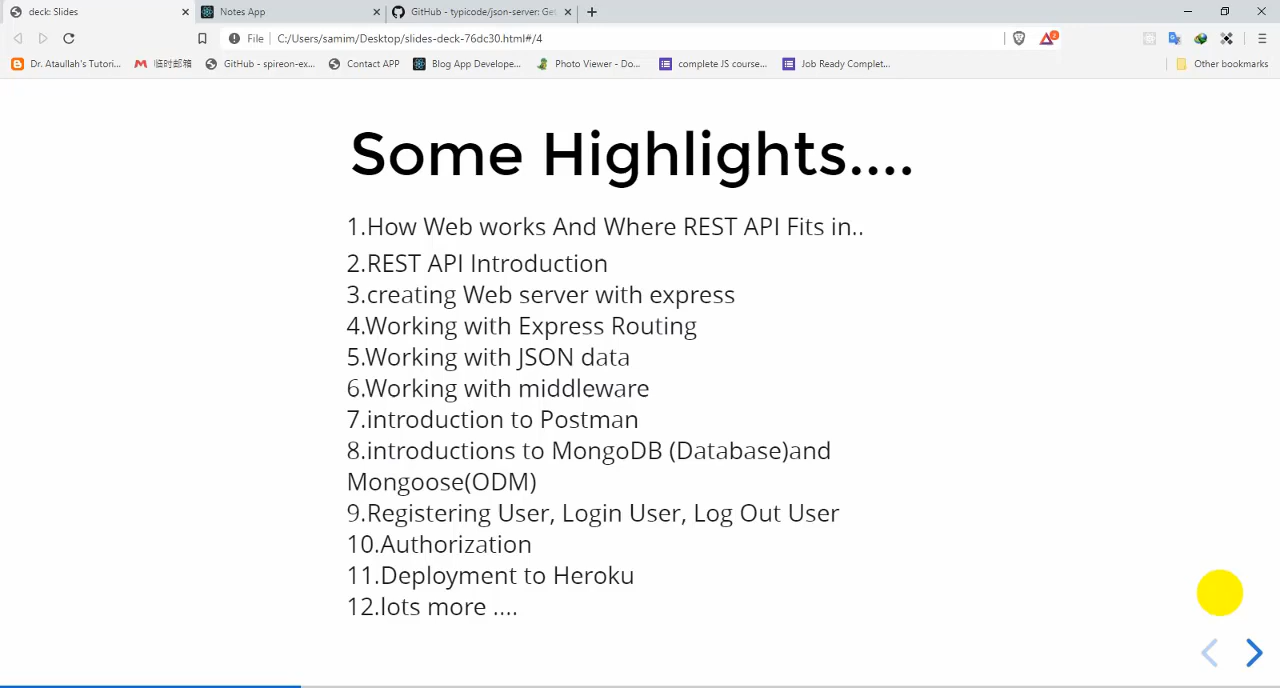 deck: Slides
Notes App
GitHub - typicode/json-server: Ge
File
C:/Users/samim/Desktop/slides-deck-76dc30.html#/4
2
Dr. Ataullah's Tutori...
临时邮箱
GitHub - spireon-ex...
Contact APP
Blog App Develope...
Photo Viewer - Do...
complete JS course...
Job Ready Complet...
Other bookmarks
Some Highlights....
1.How Web works And Where REST API Fits in..
2.REST API Introduction
3.creating Web server with express
4.Working with Express Routing
5.Working with JSON data
6.Working with middleware
7.introduction to Postman
8.introductions to MongoDB (Database)and
Mongoose(ODM)
9.Registering User, Login User, Log Out User
10.Authorization
11.Deployment to Heroku
12.lots more ....